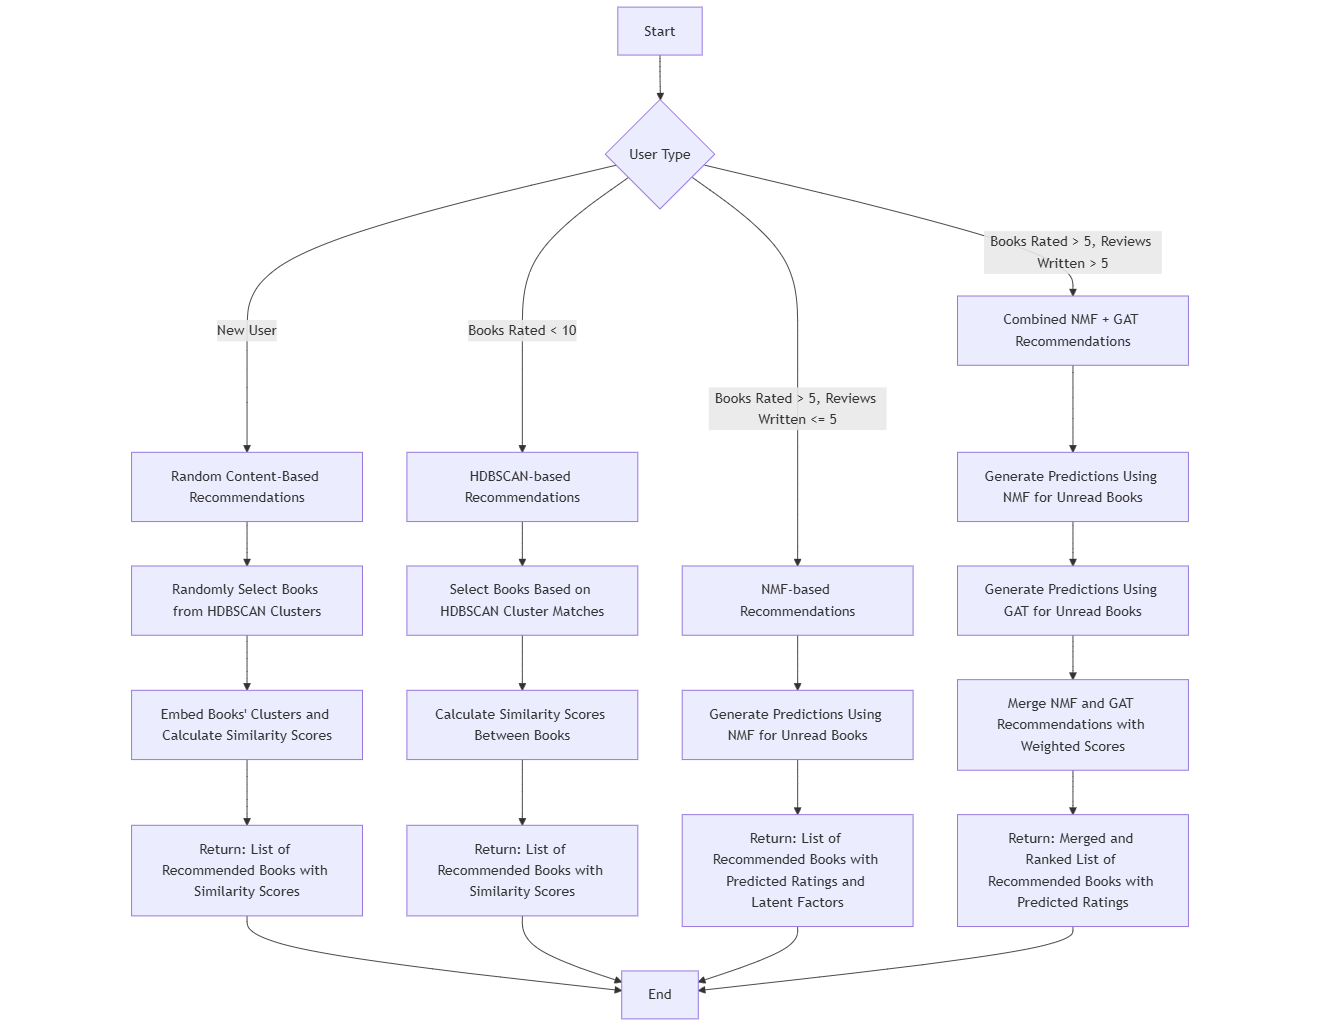 Start
User Type
New User
Books Rated < 10
Books Rated > 5, Reviews
Written <= 5
Books Rated > 5, Reviews
Written > 5
Random Content-Based
Recommendations
Randomly Select Books
from HDBSCAN Clusters
Embed Books' Clusters and
Calculate Similarity Scores
Return: List of
Recommended Books with
Similarity Scores
HDBSCAN-based
Recommendations
Select Books Based on
HDBSCAN Cluster Matches
Calculate Similarity Scores
Between Books
Return: List of
Recommended Books with
Similarity Scores
NMF-based
Recommendations
Generate Predictions Using
NMF for Unread Books
Return: List of
Recommended Books with
Predicted Ratings and
Latent Factors
Combined NMF + GAT
Recommendations
Generate Predictions Using
NMF for Unread Books
Generate Predictions Using
GAT for Unread Books
Merge NMF and GAT
Recommendations with
Weighted Scores
Return: Merged and
Ranked List of
Recommended Books with
Predicted Ratings
End